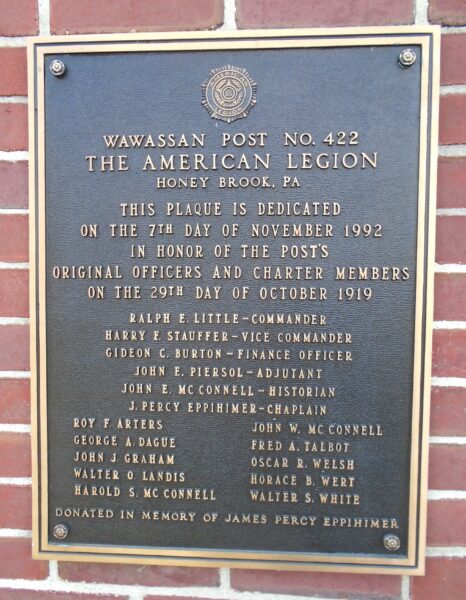 AMERICAN
LEGION
WAWASSAN POST NO. 422
THE AMERICAN LEGION
HONEY BROOK, PA
THIS PLAQUE IS DEDICATED
ON THE 7TH DAY OF NOVEMBER 1992
IN HONOR OF THE POST'S
ORIGINAL OFFICERS AND CHARTER MEMBERS
ON THE 29TH DAY OF OCTOBER 1919
RALPH E. LITTLE-COMMANDER
HARRY F. STAUFFER-VICE COMMANDER
GIDEON C. BURTON-FINANCE OFFICER
JOHN E. PIERSOL-ADJUTANT
JOHN E. MC CONNELL-HISTORIAN
J. PERCY EPPIHIMER-CHAPLAIN
ROY F. ARTERS
GEORGE A. DAGUE
JOHN J. GRAHAM
WALTER O. LANDIS
HAROLD S. MC CONNELL
JOHN W. MC CONNELL
FRED A. TALBOT
OSCAR R. WELSH
HORACE B. WERT
WALTER S. WHITE
DONATED IN MEMORY OF JAMES PERCY EPPIHIMER